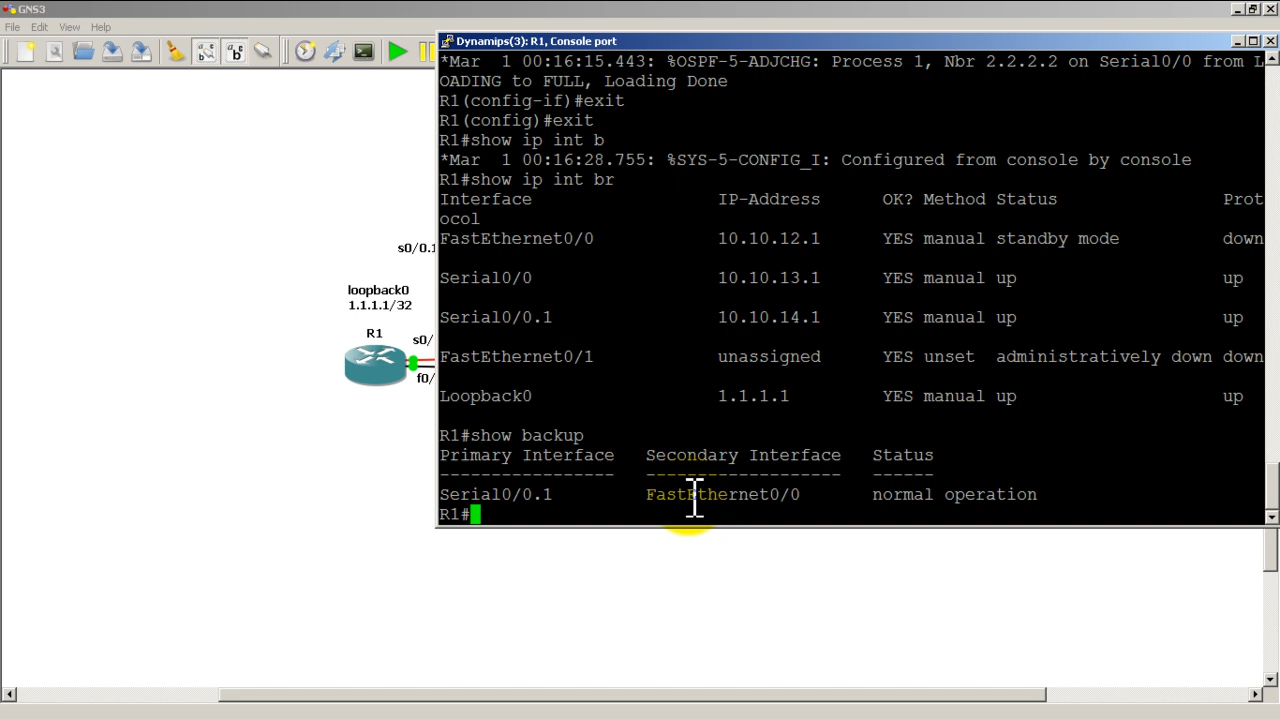 GNS3
File Edit View Help
Dynamips(3): R1, Console port
*Mar  1 00:16:15.443: %OSPF-5-ADJCHG: Process 1, Nbr 2.2.2.2 on Serial0/0 from L
OADING to FULL, Loading Done
R1(config-if)#exit
R1(config)#exit
R1#show ip int b
*Mar  1 00:16:28.755: %SYS-5-CONFIG_I: Configured from console by console
R1#show ip int br
Interface IP-Address OK? Method Status Prot
ocol
FastEthernet0/0 10.10.12.1 YES manual standby mode down
Serial0/0 10.10.13.1 YES manual up up
Serial0/0.1 10.10.14.1 YES manual up up
FastEthernet0/1 unassigned YES unset administratively down down
Loopback0 1.1.1.1 YES manual up up
R1#show backup
Primary Interface Secondary Interface Status
----------------- ------------------- ------
Serial0/0.1 FastEthernet0/0 normal operation
R1#
s0/0.1
loopback0
1.1.1.1/32
R1
s0/
f0/